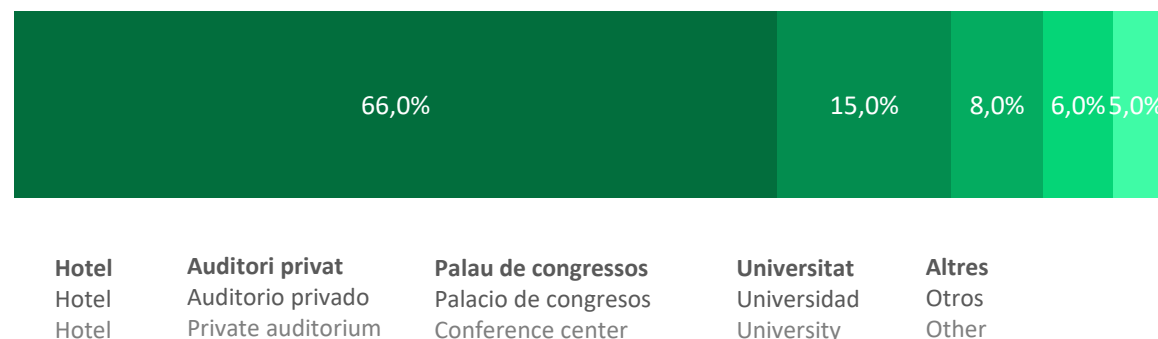 66,0% 15,0% 8,0% 6,0% 5,0%
Hotel Auditori privat Palau de congressos Universitat Altres
Hotel Auditorio privado Palacio de congresos Universidad Otros
Hotel Private auditorium Conference center University Other